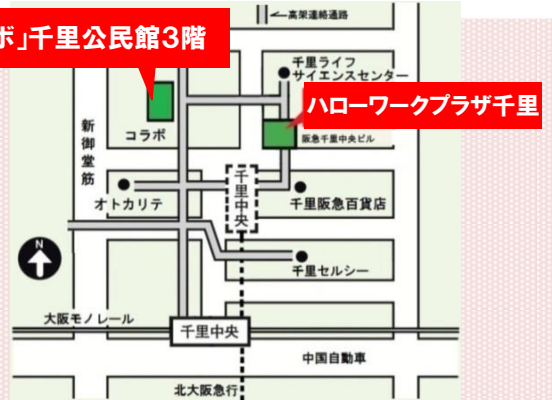 高架連絡通路
ボ」千里公民館3階
千里ライフ
サイエンスセンター
ハローワークプラザ千里
新御堂筋
コラボ
阪急千里中央ビル
千里中央
オトカリテ
千里阪急百貨店
N
千里セルシー
大阪モノレール
千里中央
中国自動車
北大阪急行